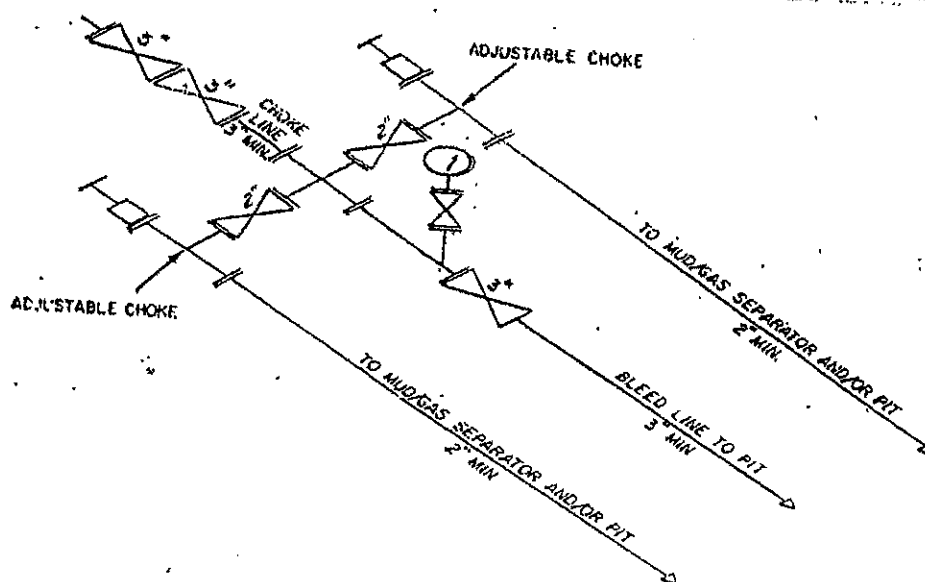 3"
3"
CHOKE
LINE
3" MIN.
ADJUSTABLE CHOKE
2"
2"
ADJUSTABLE CHOKE
3"
TO MUD/GAS SEPARATOR AND/OR PIT
2" MIN.
BLEED LINE TO PIT
3" MIN
TO MUD/GAS SEPARATOR AND/OR PIT
2" MIN